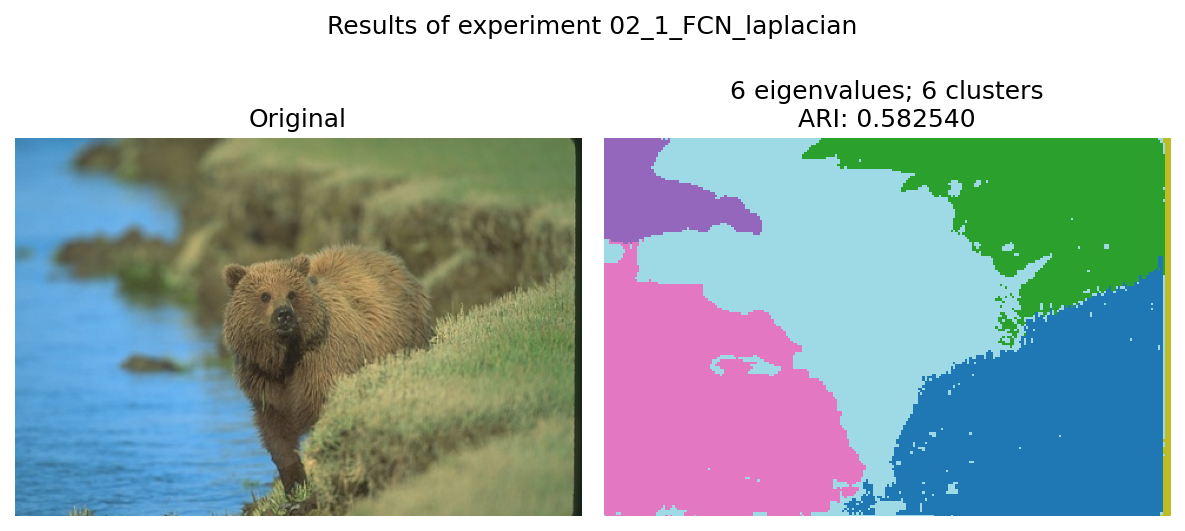 Results of experiment 02_1_FCN_laplacian
Original
6 eigenvalues; 6 clusters
ARI: 0.582540